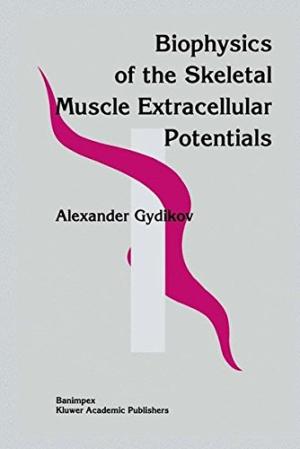 Biophysics
of the Skeletal
Muscle Extracellular
Potentials
Alexander Gydikov
Banimpex
Kluwer Academic Publishers